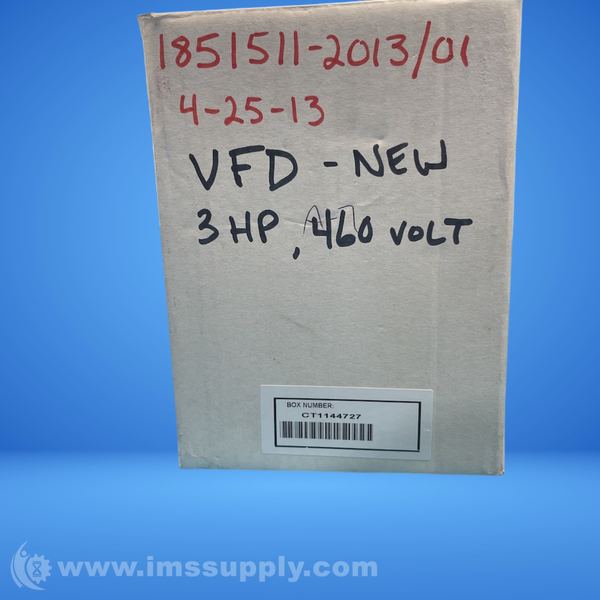 1851511-2013/01
4-25-13
VFD - NEW
3 HP, 460 VOLT
BOX NUMBER:
CT1144727
www.imssupply.com